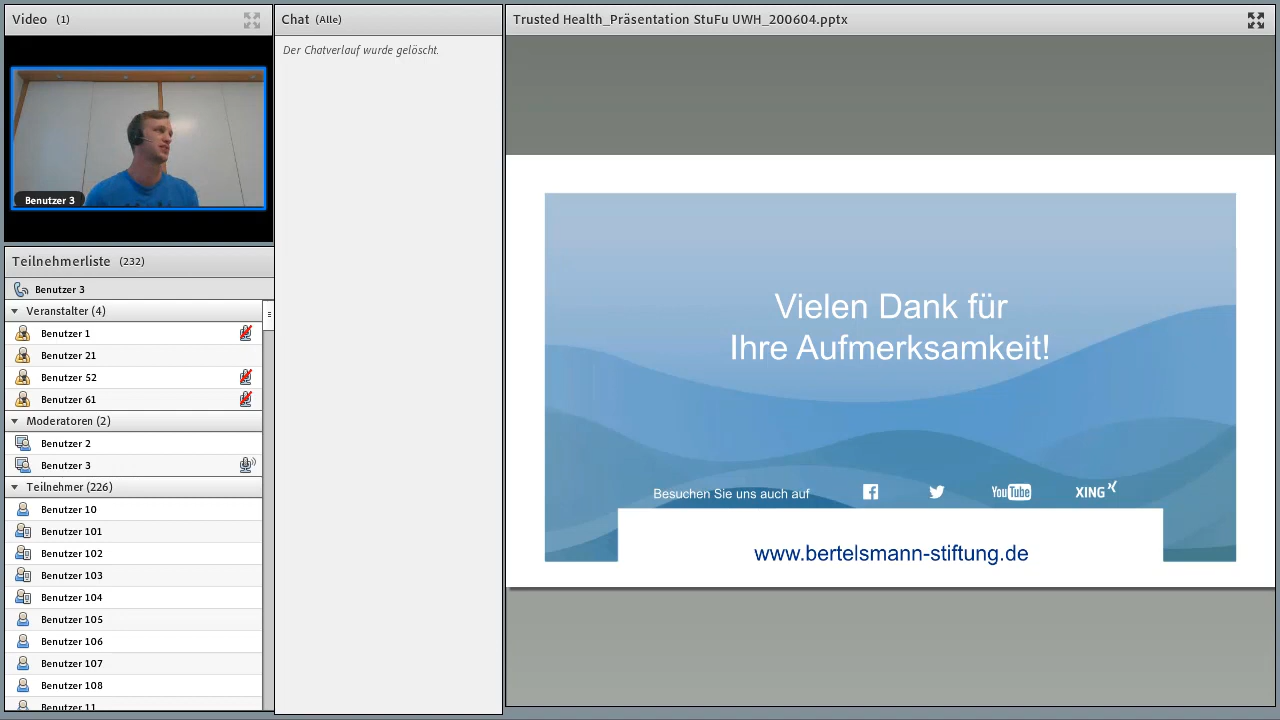 Video (1)
Benutzer 3
Teilnehmerliste (232)
Benutzer 3
Veranstalter (4)
Benutzer 1
Benutzer 21
Benutzer 52
Benutzer 61
Moderatoren (2)
Benutzer 2
Benutzer 3
Teilnehmer (226)
Benutzer 10
Benutzer 101
Benutzer 102
Benutzer 103
Benutzer 104
Benutzer 105
Benutzer 106
Benutzer 107
Benutzer 108
Benutzer 11
Chat (Alle)
Der Chatverlauf wurde gelöscht.
Trusted Health_Präsentation StuFu UWH_200604.pptx
Vielen Dank für
Ihre Aufmerksamkeit!
Besuchen Sie uns auch auf
YouTube
XING
www.bertelsmann-stiftung.de